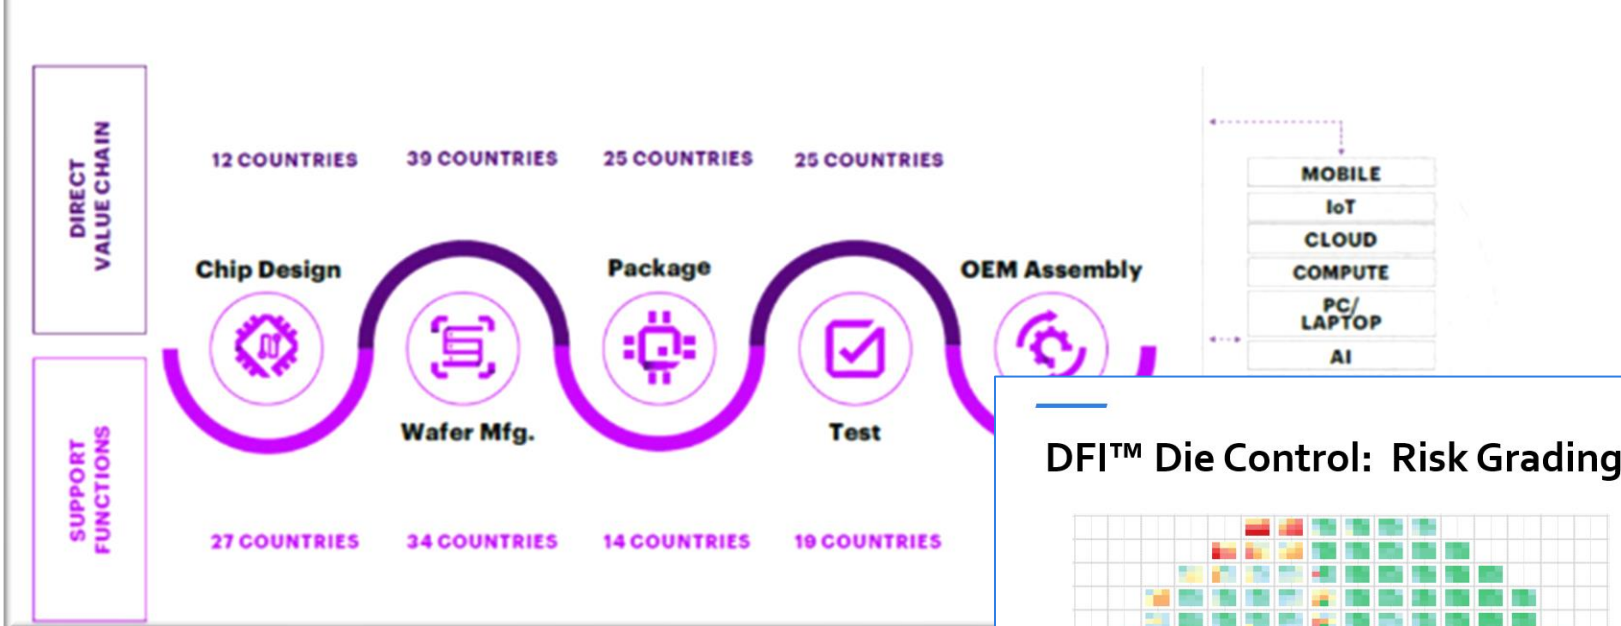 DIRECT
VALUE CHAIN
12 COUNTRIES
39 COUNTRIES
25 COUNTRIES
25 COUNTRIES
Chip Design
Package
OEM Assembly
Wafer Mfg.
Test
SUPPORT
FUNCTIONS
27 COUNTRIES
34 COUNTRIES
14 COUNTRIES
19 COUNTRIES
MOBILE
IoT
CLOUD
COMPUTE
PC/
LAPTOP
AI
DFI™ Die Control: Risk Grading